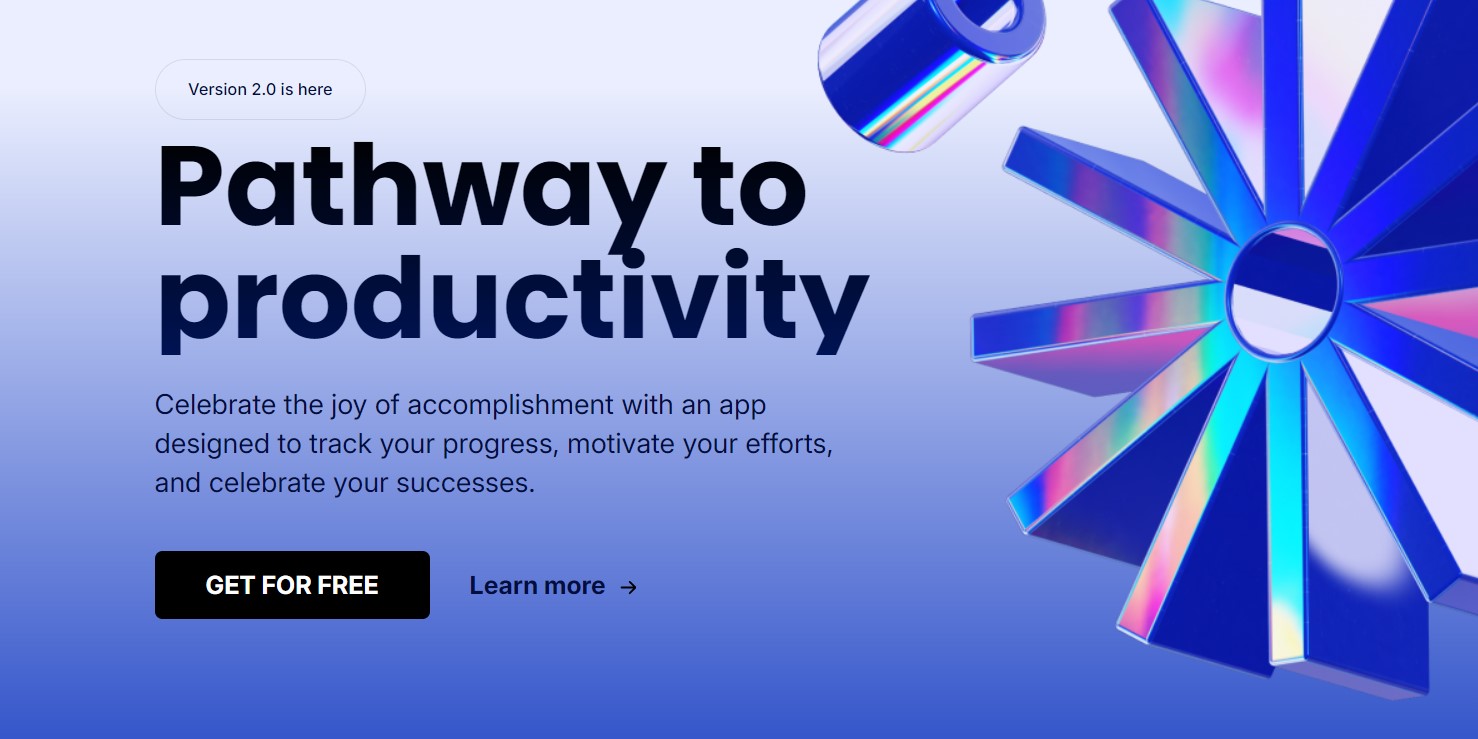 Version 2.0 is here
Pathway to
productivity
Celebrate the joy of accomplishment with an app
designed to track your progress, motivate your efforts,
and celebrate your successes.
GET FOR FREE
Learn more →